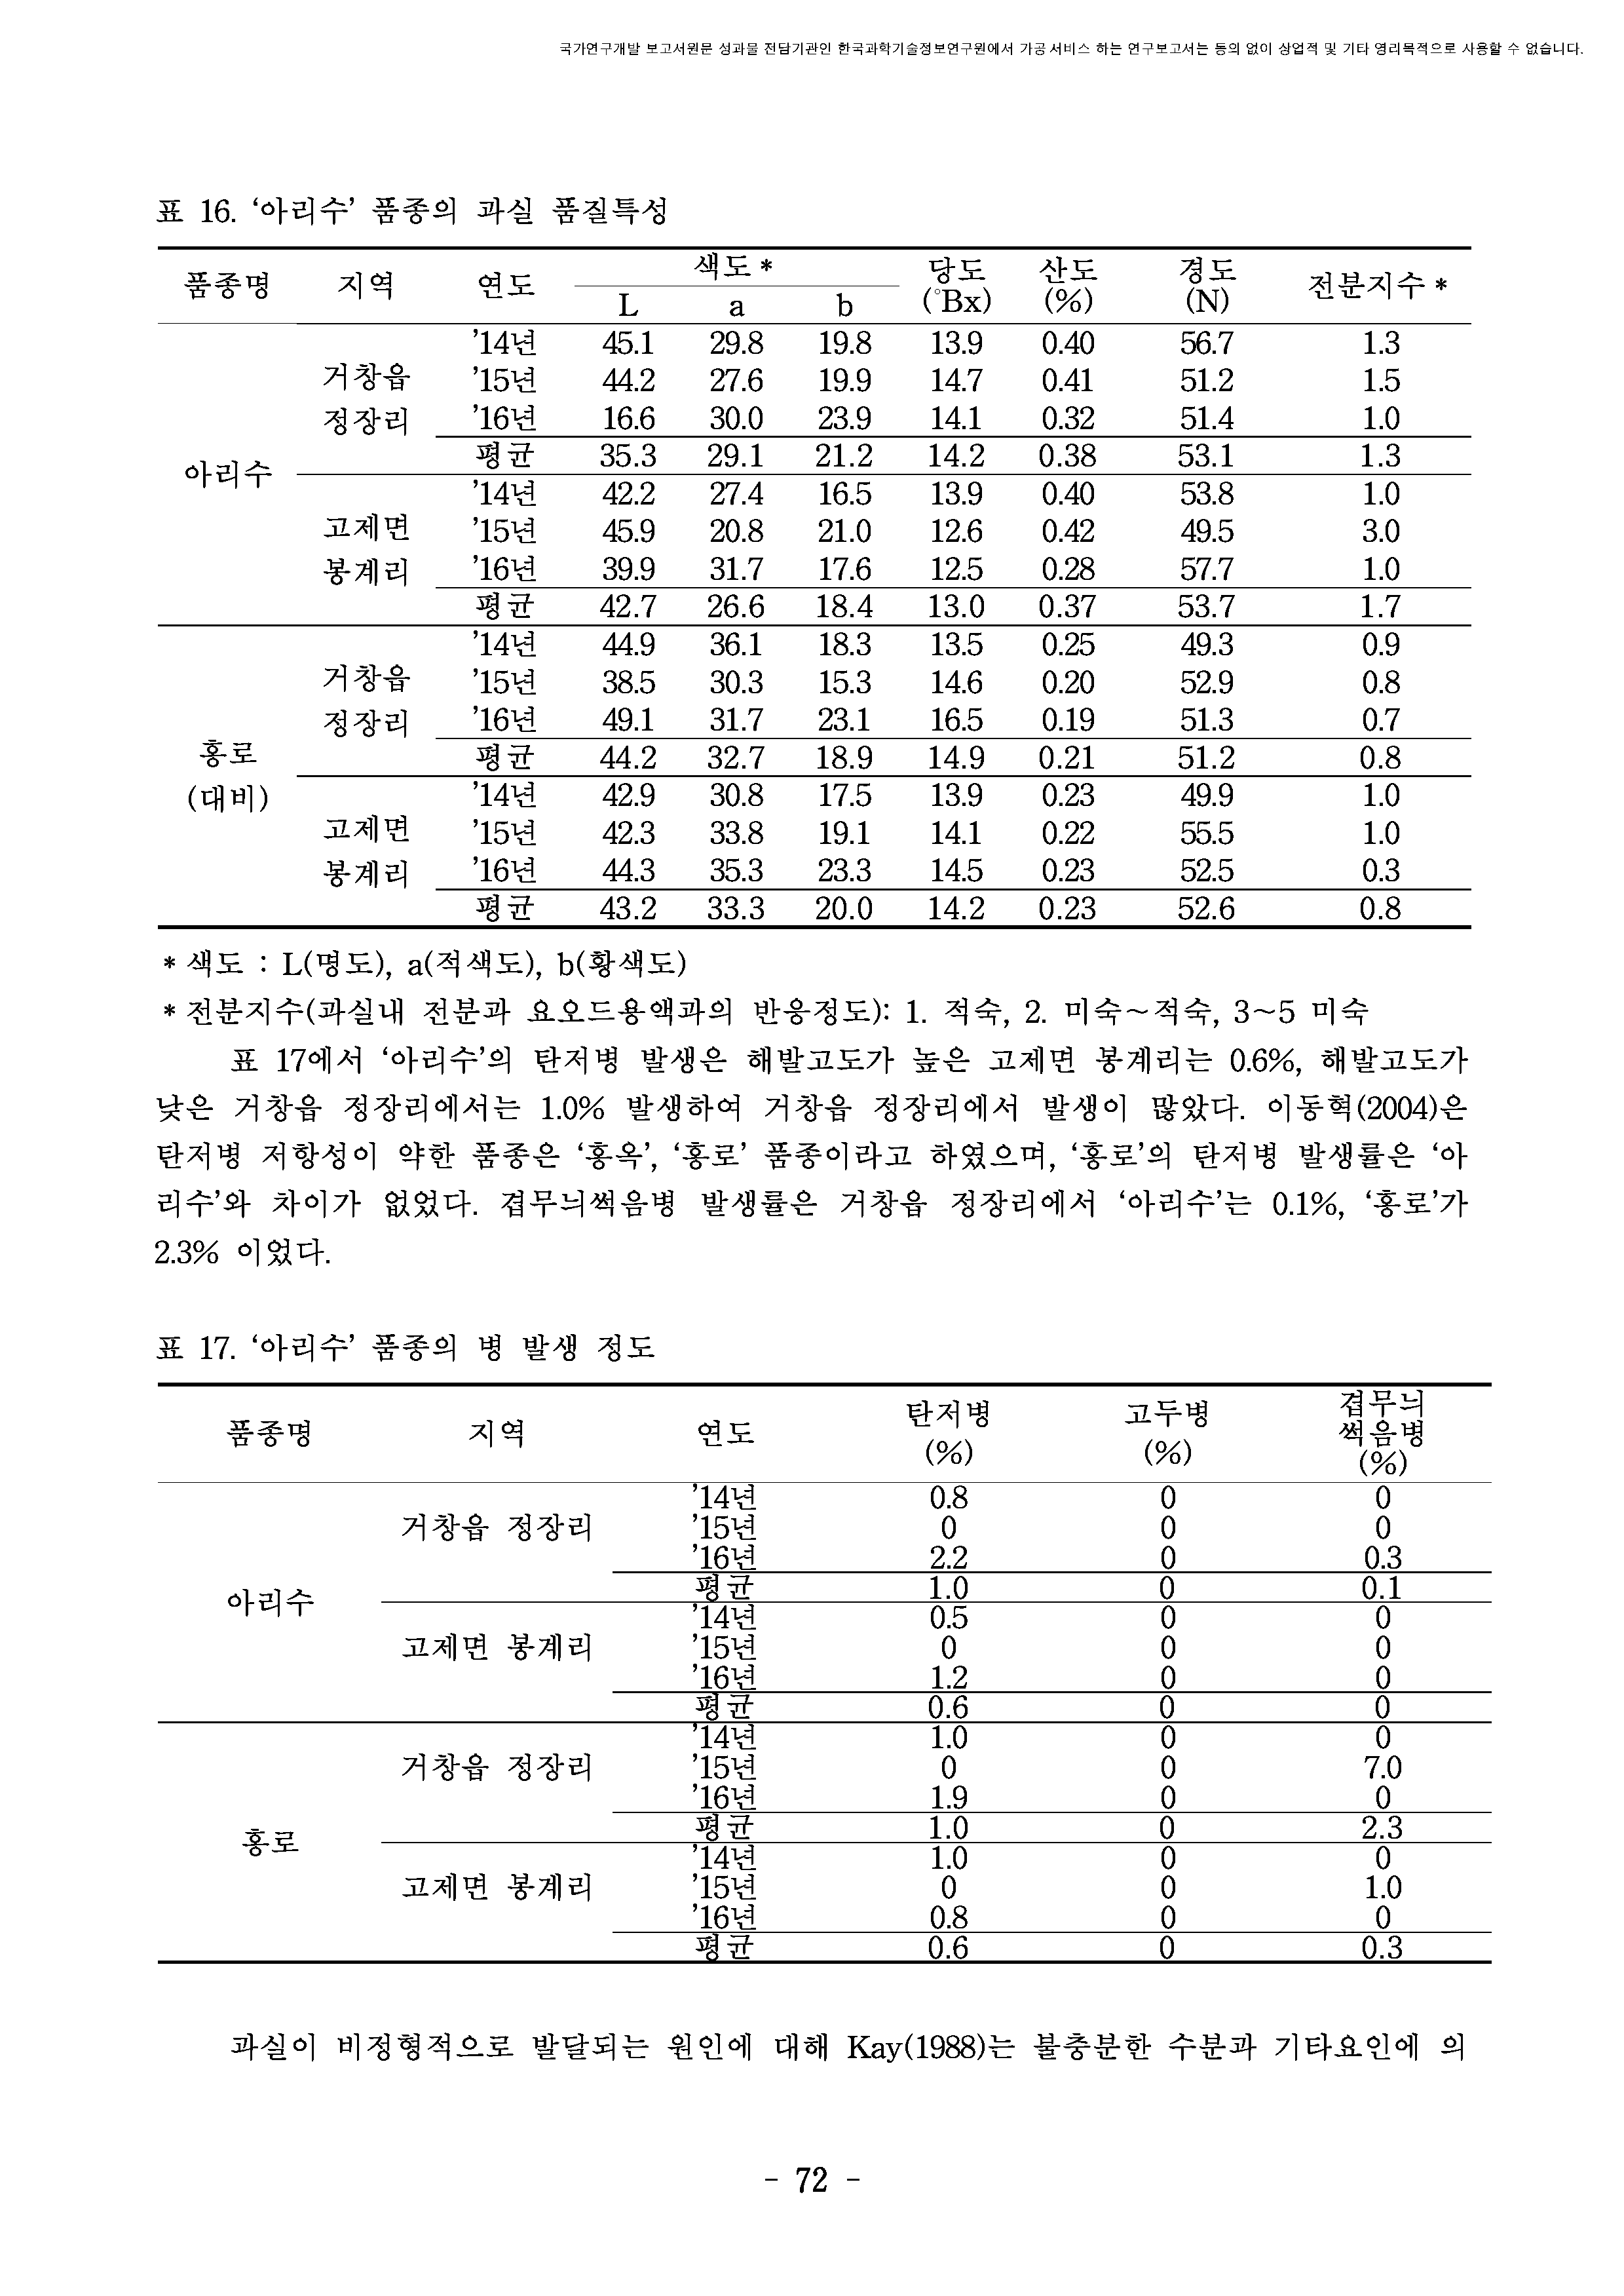 국가연구개발 보고서원문 성과물 전담기관인 한국과학기술정보연구원에서 가공·서비스 하는 연구보고서는 동의 없이 상업적 및 기타 영리목적으로 사용할 수 없습니다.
표 16. ‘아리수’ 품종의 과실 품질특성
품종명 지역 연도 색도* 당도 (°Bx) 산도 (%) 경도 (N) 전분지수*
L a b
아리수 거창읍 정장리 ’14년 45.1 29.8 19.8 13.9 0.40 56.7 1.3
’15년 44.2 27.6 19.9 14.7 0.41 51.2 1.5
’16년 16.6 30.0 23.9 14.1 0.32 51.4 1.0
평균 35.3 29.1 21.2 14.2 0.38 53.1 1.3
고제면 봉계리 ’14년 42.2 27.4 16.5 13.9 0.40 53.8 1.0
’15년 45.9 20.8 21.0 12.6 0.42 49.5 3.0
’16년 39.9 31.7 17.6 12.5 0.28 57.7 1.0
평균 42.7 26.6 18.4 13.0 0.37 53.7 1.7
홍로 (대비) 거창읍 정장리 ’14년 44.9 36.1 18.3 13.5 0.25 49.3 0.9
’15년 38.5 30.3 15.3 14.6 0.20 52.9 0.8
’16년 49.1 31.7 23.1 16.5 0.19 51.3 0.7
평균 44.2 32.7 18.9 14.9 0.21 51.2 0.8
고제면 봉계리 ’14년 42.9 30.8 17.5 13.9 0.23 49.9 1.0
’15년 42.3 33.8 19.1 14.1 0.22 55.5 1.0
’16년 44.3 35.3 23.3 14.5 0.23 52.5 0.3
평균 43.2 33.3 20.0 14.2 0.23 52.6 0.8
* 색도 : L(명도), a(적색도), b(황색도)
* 전분지수(과실내 전분과 요오드용액과의 반응정도): 1. 적숙, 2. 미숙~적숙, 3~5 미숙
표 17에서 ‘아리수’의 탄저병 발생은 해발고도가 높은 고제면 봉계리는 0.6%, 해발고도가
낮은 거창읍 정장리에서는 1.0% 발생하여 거창읍 정장리에서 발생이 많았다. 이동혁(2004)은
탄저병 저항성이 약한 품종은 ‘홍옥’, ‘홍로’ 품종이라고 하였으며, ‘홍로’의 탄저병 발생률은 ‘아
리수’와 차이가 없었다. 겹무늬썩음병 발생률은 거창읍 정장리에서 ‘아리수’는 0.1%, ‘홍로’가
2.3% 이었다.
표 17. ‘아리수’ 품종의 병 발생 정도
품종명 지역 연도 탄저병 (%) 고두병 (%) 겹무늬 썩음병 (%)
아리수 거창읍 정장리 ’14년 0.8 0 0
’15년 0 0 0
’16년 2.2 0 0.3
평균 1.0 0 0.1
고제면 봉계리 ’14년 0.5 0 0
’15년 0 0 0
’16년 1.2 0 0
평균 0.6 0 0
홍로 거창읍 정장리 ’14년 1.0 0 0
’15년 0 0 7.0
’16년 1.9 0 0
평균 1.0 0 2.3
고제면 봉계리 ’14년 1.0 0 0
’15년 0 0 1.0
’16년 0.8 0 0
평균 0.6 0 0.3
과실이 비정형적으로 발달되는 원인에 대해 Kay(1988)는 불충분한 수분과 기타요인에 의
- 72 -